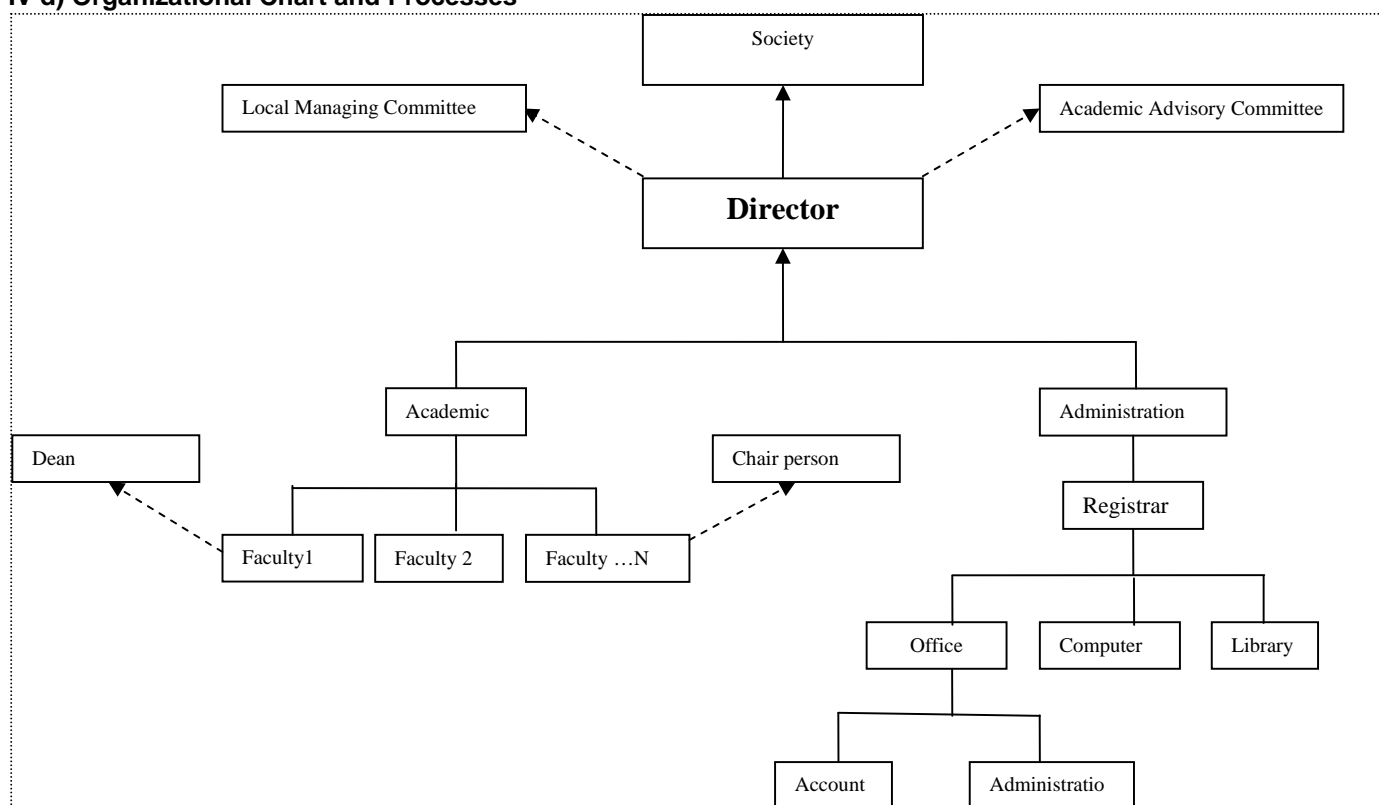 IV d) Organizational Chart and Processes
Society
Local Managing Committee
Academic Advisory Committee
Director
Academic
Administration
Dean
Chair person
Registrar
Faculty1
Faculty 2
Faculty …N
Office
Computer
Library
Account
Administratio